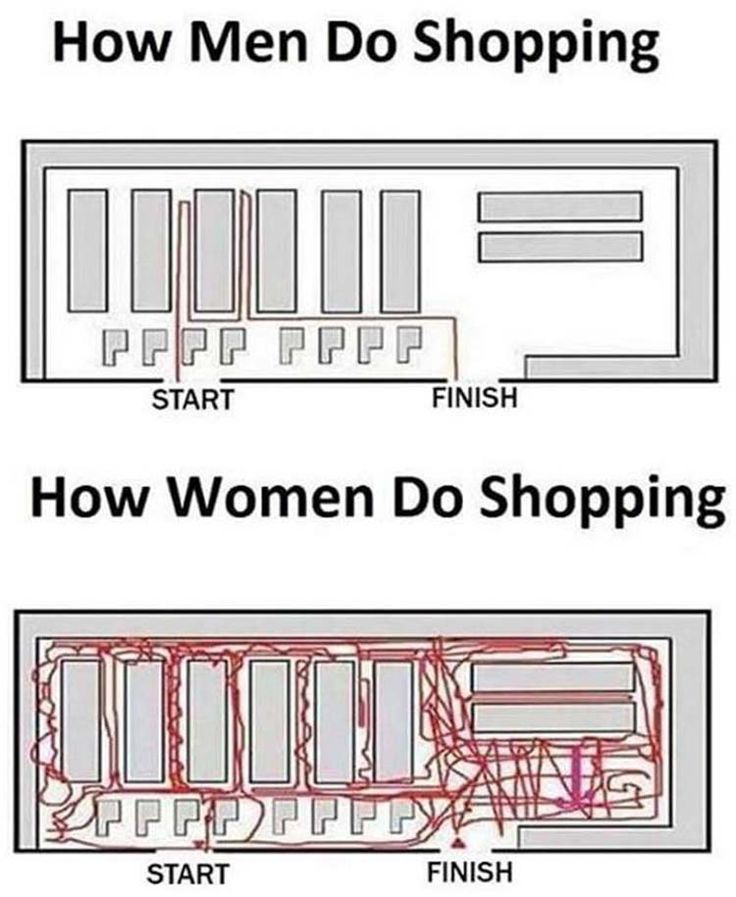 How Men Do Shopping
START
FINISH
How Women Do Shopping
START
FINISH